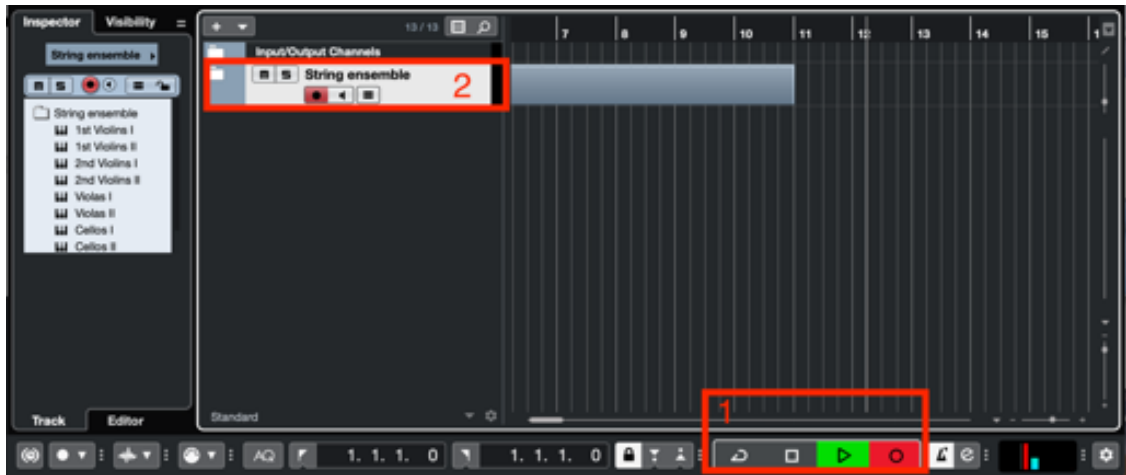 Inspector Visibility
13 / 13
7 8 9 10 11 12 13 14 15 1
String ensemble
Input/Output Channels
m S String ensemble
2
m S
String ensemble
1st Violins I
1st Violins II
2nd Violins I
2nd Violins II
Violas I
Violas II
Cellos I
Cellos II
Track Editor
Standard
1
AQ 1. 1. 1. 0 1. 1. 1. 0